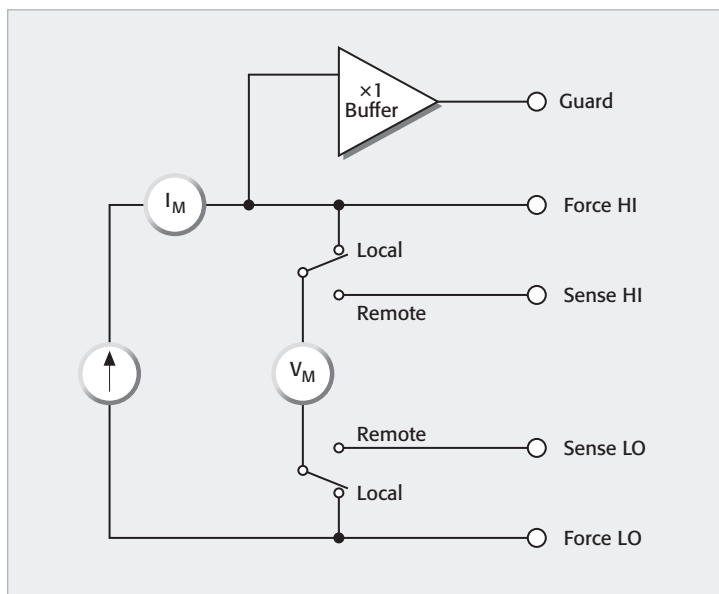 ×1
Buffer
Guard
I_M
Force HI
Local
Sense HI
Remote
V_M
Remote
Sense LO
Local
Force LO